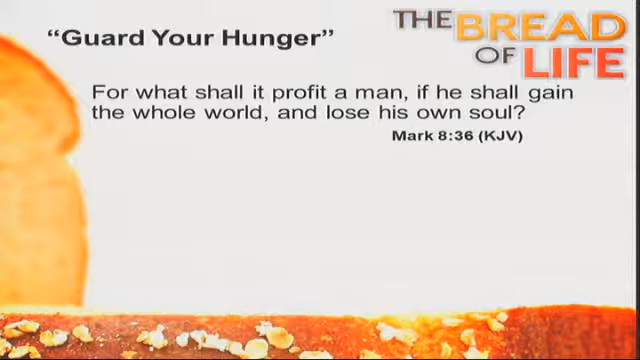 THE BREAD
OF LIFE
“Guard Your Hunger”
For what shall it profit a man, if he shall gain
the whole world, and lose his own soul?
Mark 8:36 (KJV)